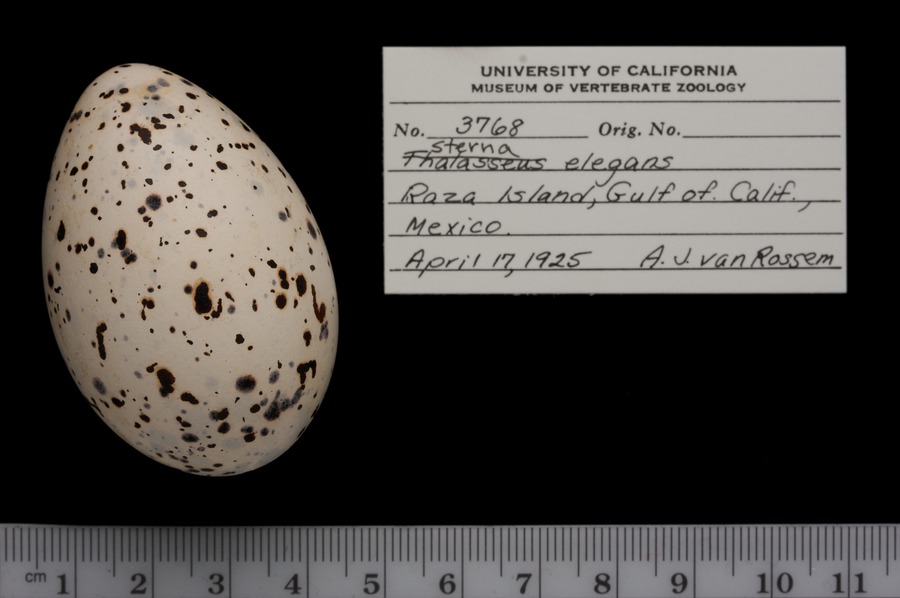 UNIVERSITY OF CALIFORNIA
MUSEUM OF VERTEBRATE ZOOLOGY
No. 3768 Orig. No.
sterna
Thalasseus elegans
Raza Island, Gulf of. Calif.,
Mexico.
April 17, 1925 A. J. van Rossem
cm 1 2 3 4 5 6 7 8 9 10 11